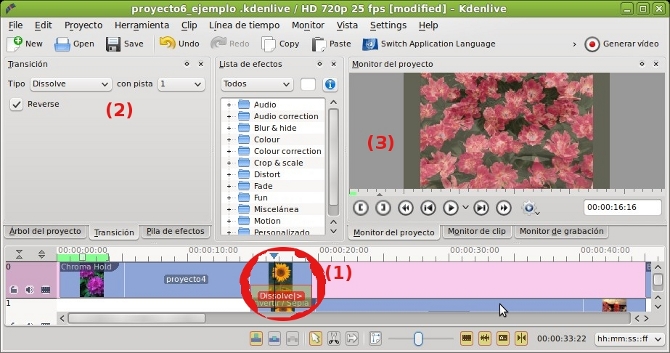 proyecto6_ejemplo .kdenlive / HD 720p 25 fps [modified] – Kdenlive
File Edit Proyecto Herramienta Clip Línea de tiempo Monitor Vista Settings Help
New Open Save Undo Redo Copy Paste Switch Application Language Generar vídeo
Transición
Tipo Dissolve con pista 1
Reverse
(2)
Lista de efectos
Todos
Audio
Audio correction
Blur & hide
Colour
Colour correction
Crop & scale
Distort
Fade
Fun
Miscelánea
Motion
Personalizado
Monitor del proyecto
(3)
00:00:16:16
Árbol del proyecto Transición Pila de efectos
Monitor del proyecto Monitor de clip Monitor de grabación
00:00:00:00 00:00:10:00 00:00:20:00 00:00:30:00 00:00:40:00
0
Chroma Hold
proyecto4
(1)
Dissolve
Invertir / Sepia
1
00:00:33:22 hh:mm:ss::ff